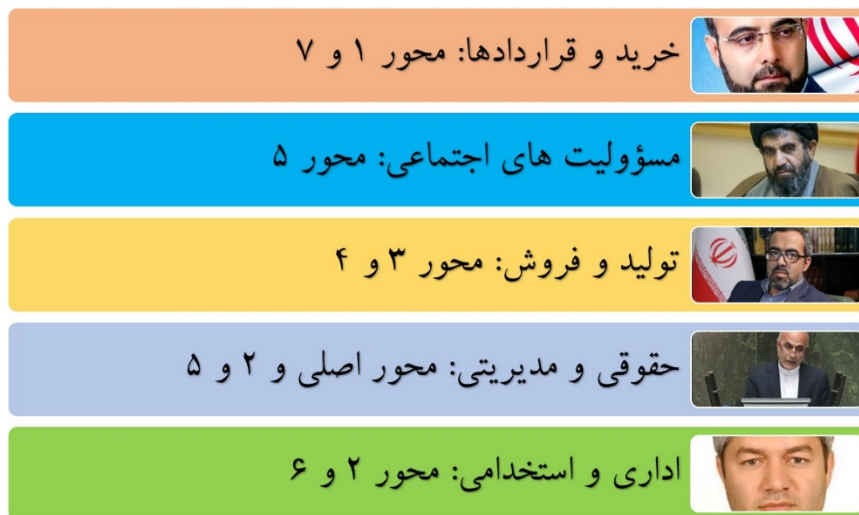 خرید و قراردادها: محور ۱ و ۷
مسؤولیت های اجتماعی: محور ۵
تولید و فروش: محور ۳ و ۴
حقوقی و مدیریتی: محور اصلی و ۲ و ۵
اداری و استخدامی: محور ۲ و ۶